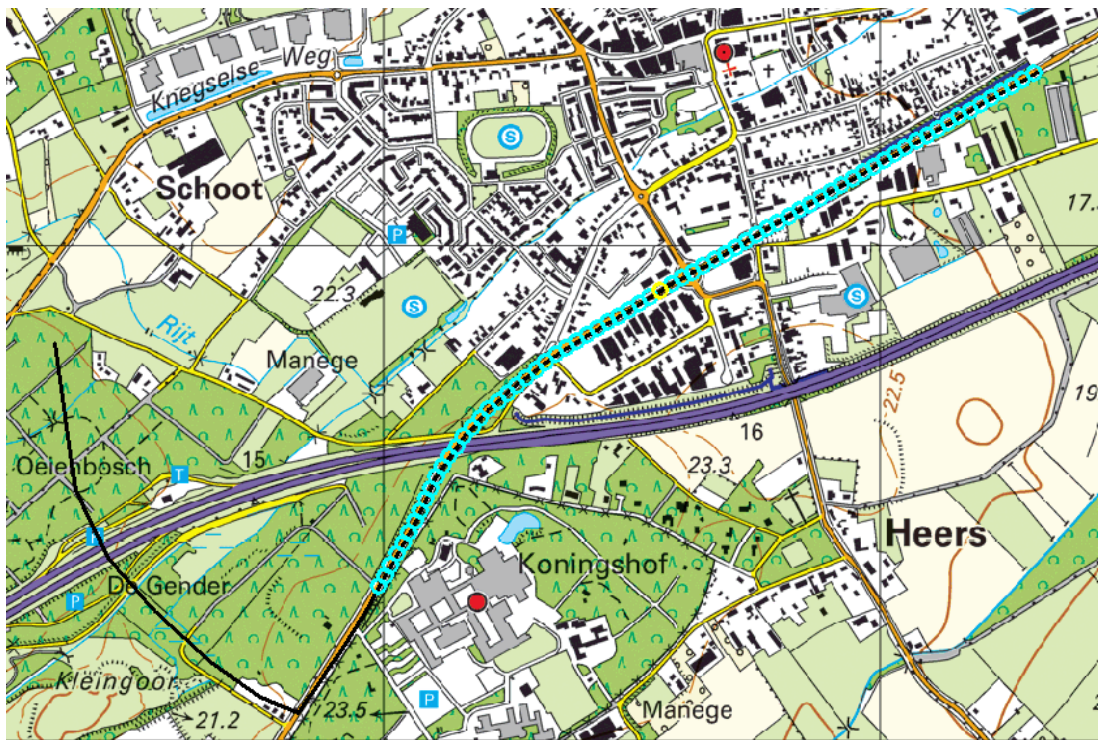 Knegselse Weg
S
Schoot
17.
P
22.3
S
S
Rijt
Manege
22.5
19
16
Oeienbosch
15
T
23.3
T
Heers
Koningshof
De Gender
P
Kleingoor
P
21.2
23.5
Manege
2